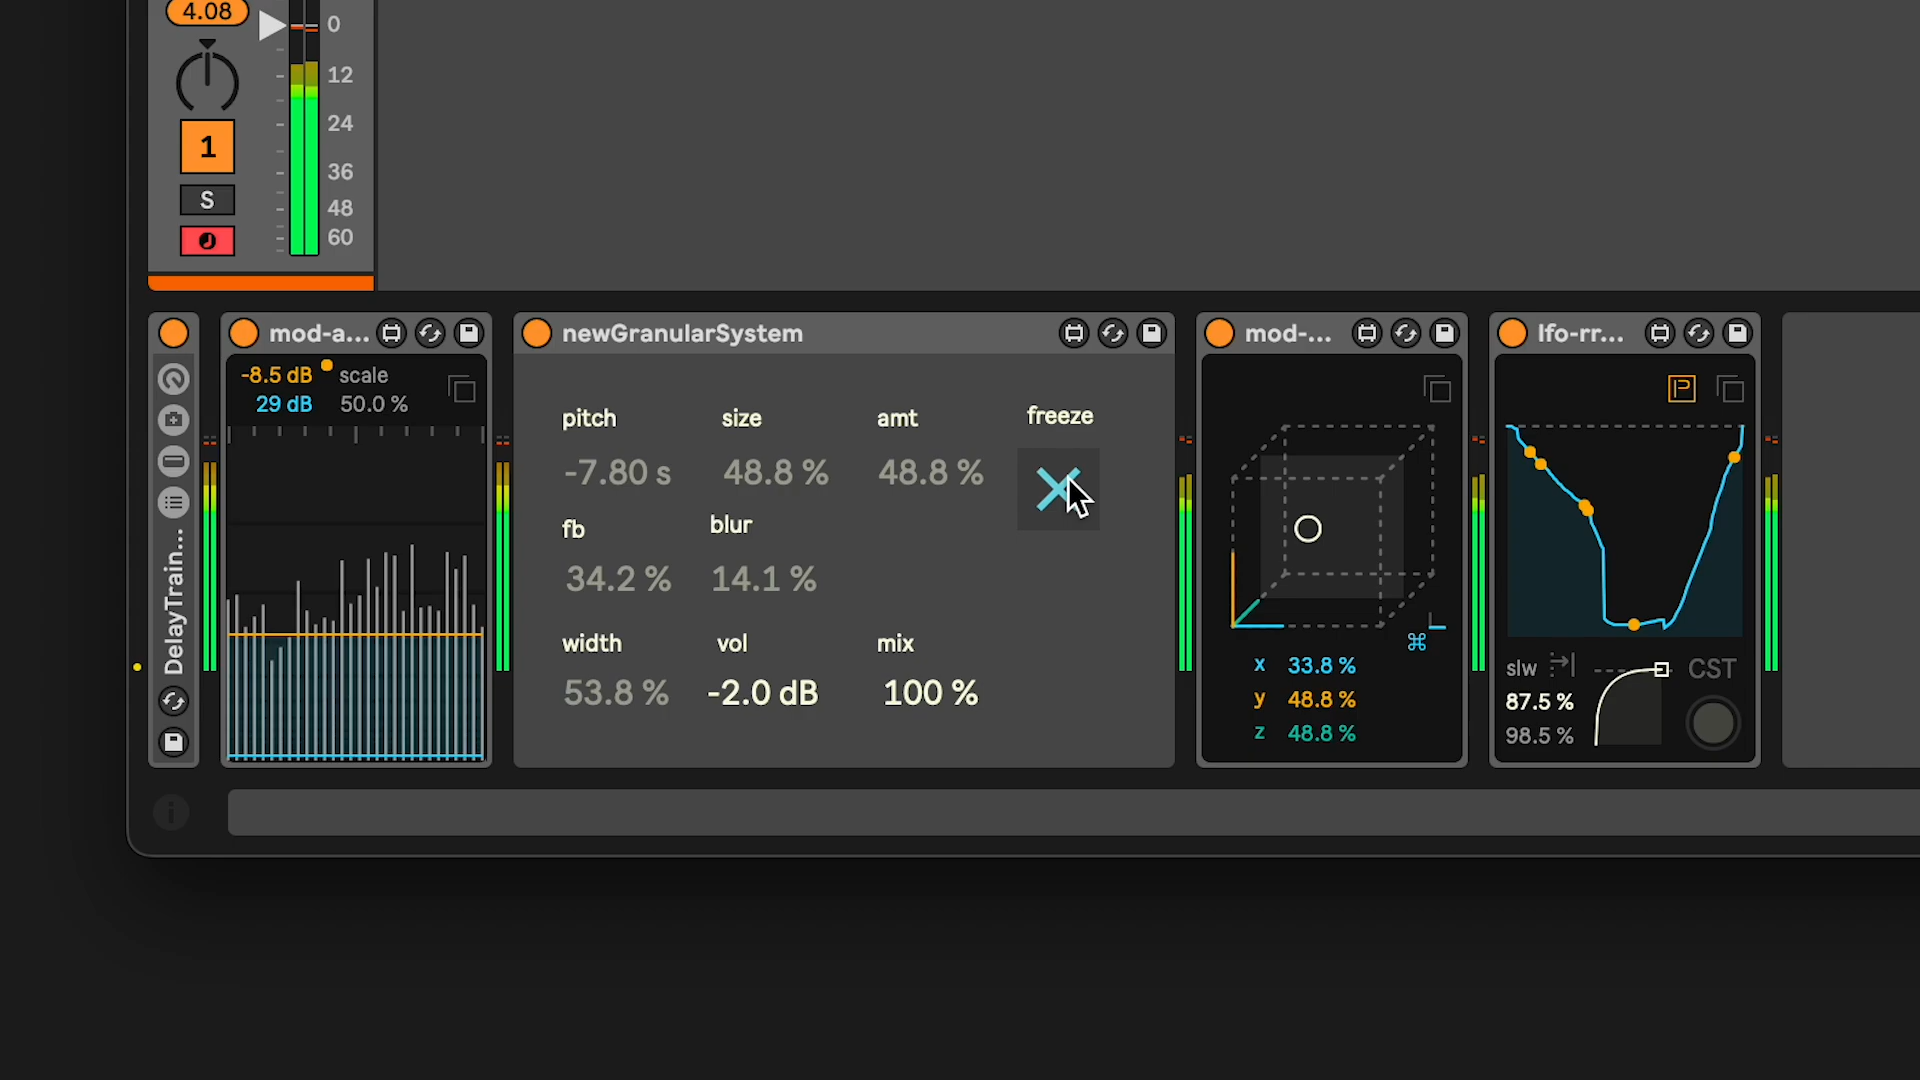 4.08
0
12
24
36
48
60
1
S
DelayTrain...
mod-a...
-8.5 dB scale
29 dB 50.0 %
newGranularSystem
pitch size amt freeze
-7.80 s 48.8 % 48.8 %
fb blur
34.2 % 14.1 %
width vol mix
53.8 % -2.0 dB 100 %
mod-...
⌘
x 33.8 %
y 48.8 %
z 48.8 %
lfo-rr...
P
slw CST
87.5 %
98.5 %
i